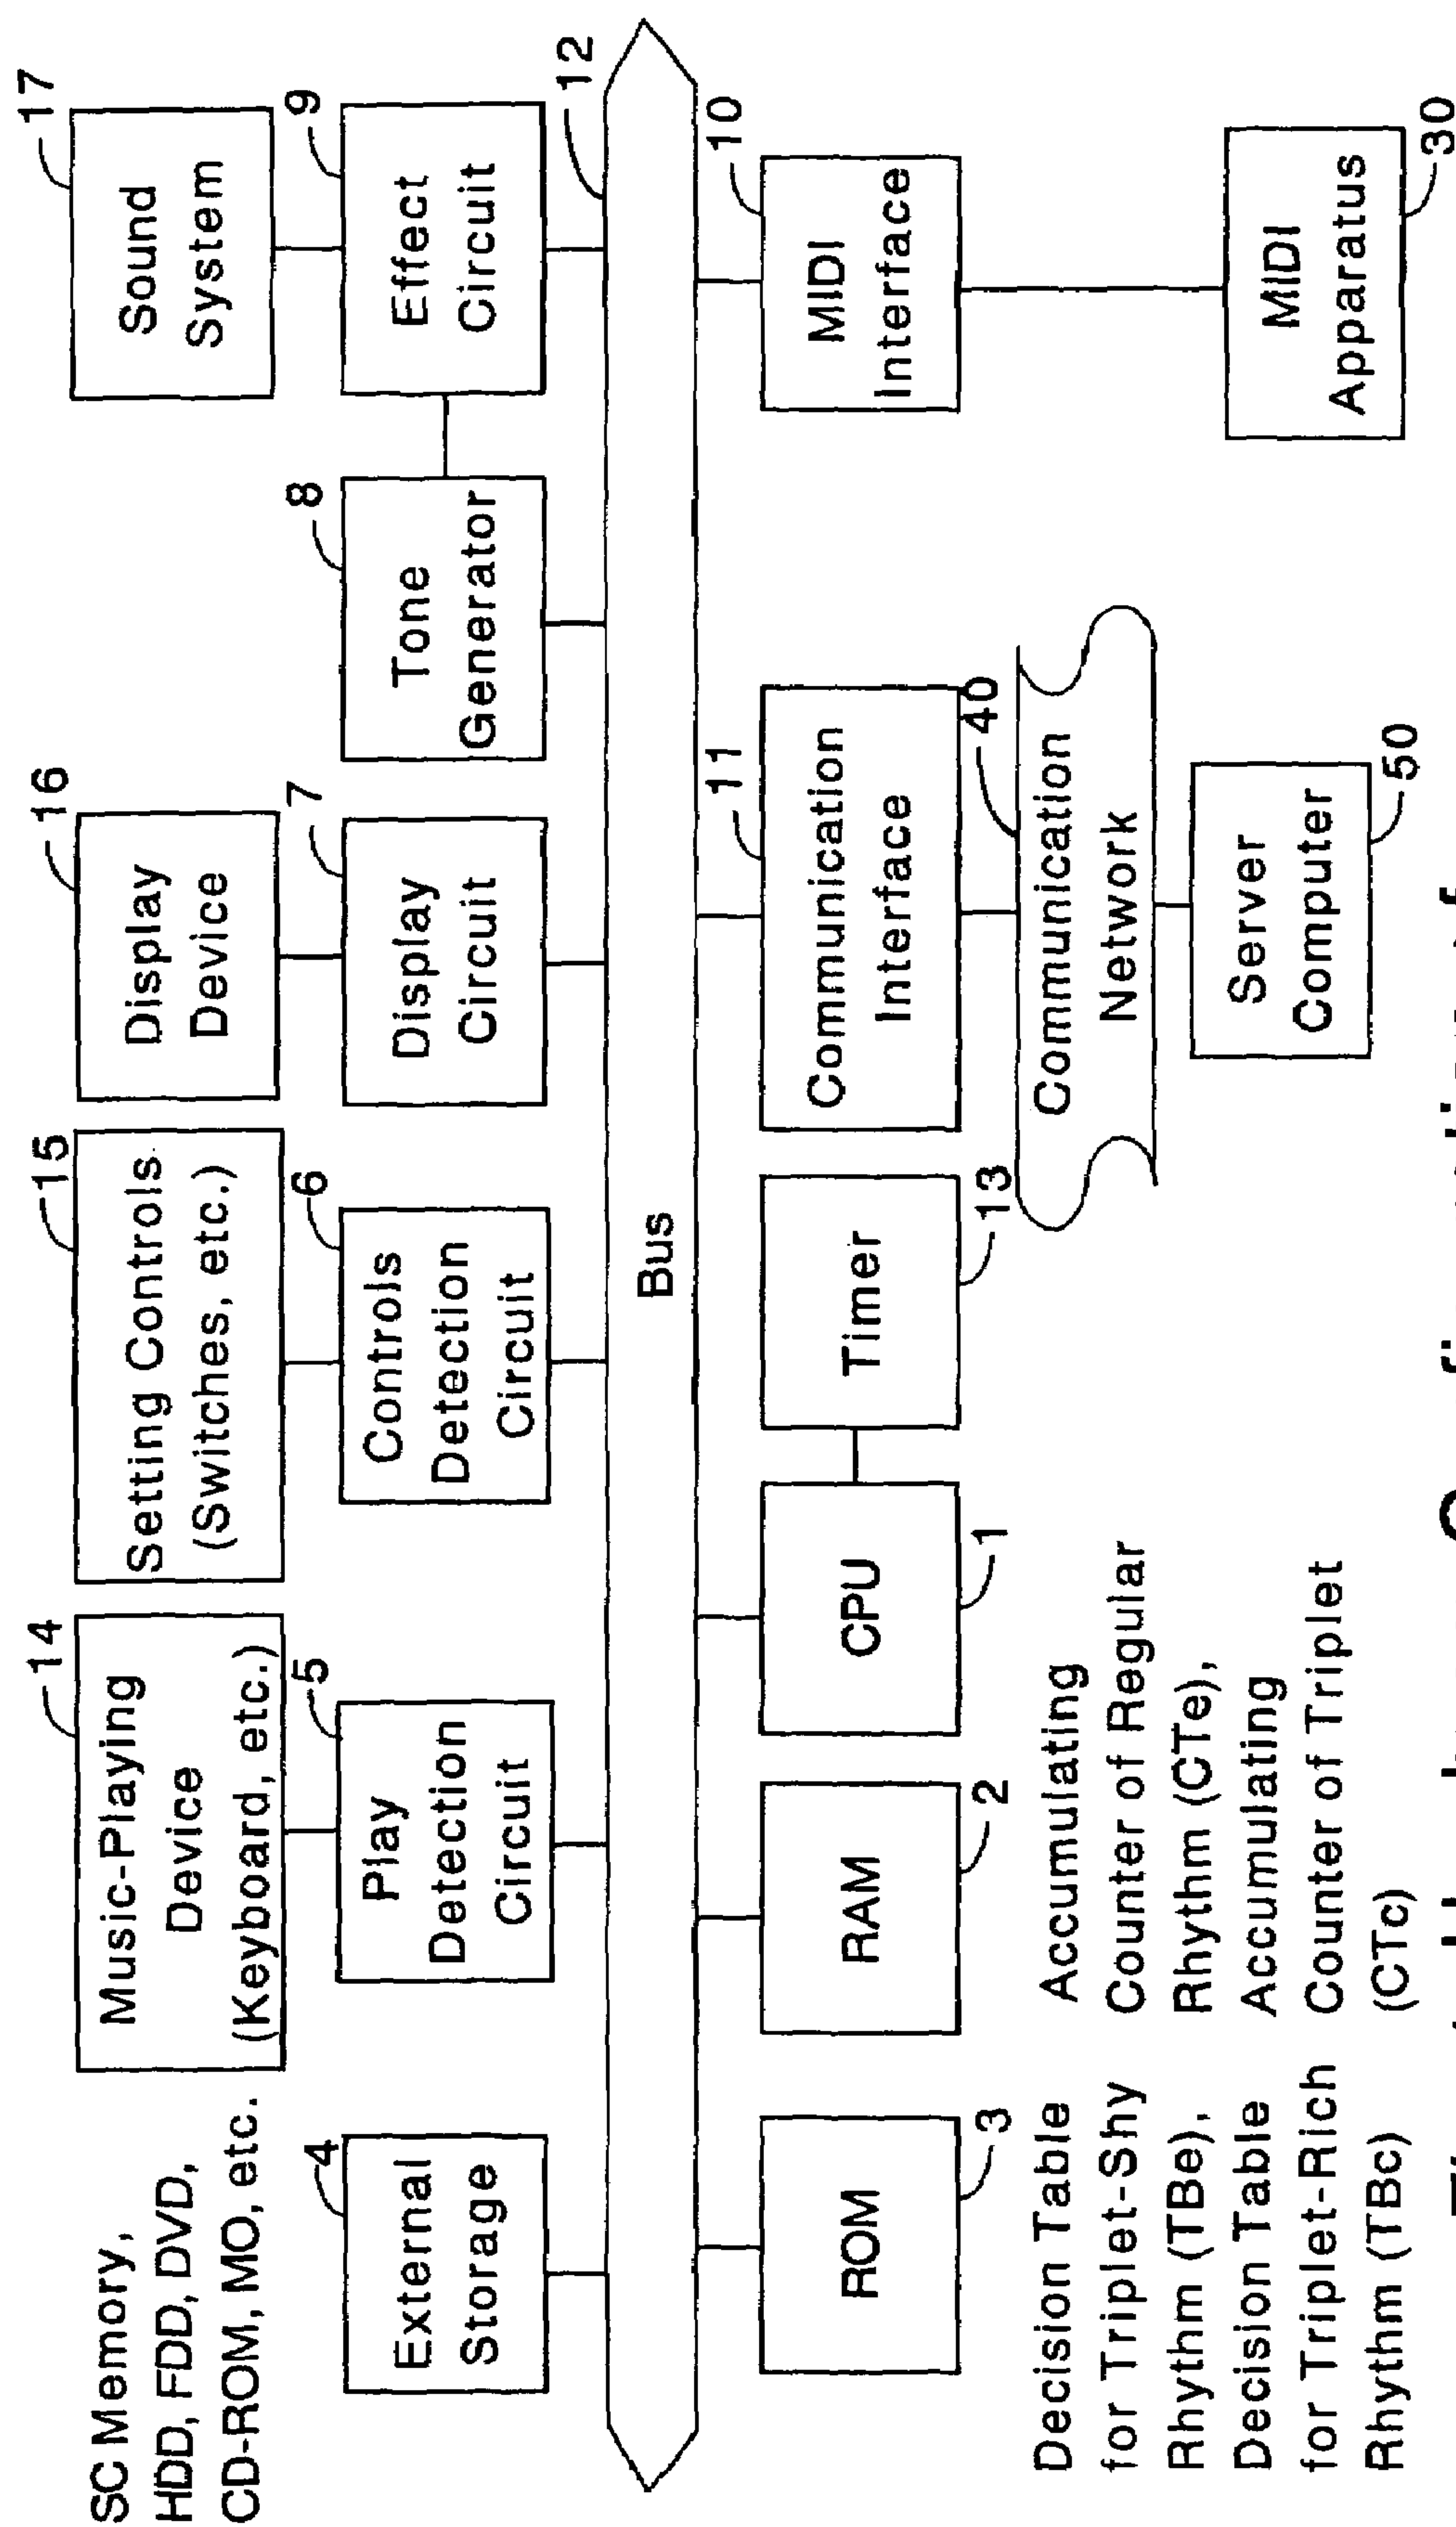 SC Memory,
HDD, FDD, DVD,
CD-ROM, MO, etc.
14
Music-Playing
Device
(Keyboard, etc.)
15
Setting Controls
(Switches, etc.)
16
Display
Device
17
Sound
System
4
External
Storage
5
Play
Detection
Circuit
6
Controls
Detection
Circuit
7
Display
Circuit
8
Tone
Generator
9
Effect
Circuit
12
Bus
ROM
3
RAM
2
CPU
1
Timer
13
11
Communication
Interface
10
MIDI
Interface
Decision Table
for Triplet-Shy
Rhythm (TBe),
Decision Table
for Triplet-Rich
Rhythm (TBc)
Accumulating
Counter of Regular
Rhythm (CTe),
Accumulating
Counter of Triplet
(CTc)
40
Communication
Network
Server
Computer
50
MIDI
Apparatus
30